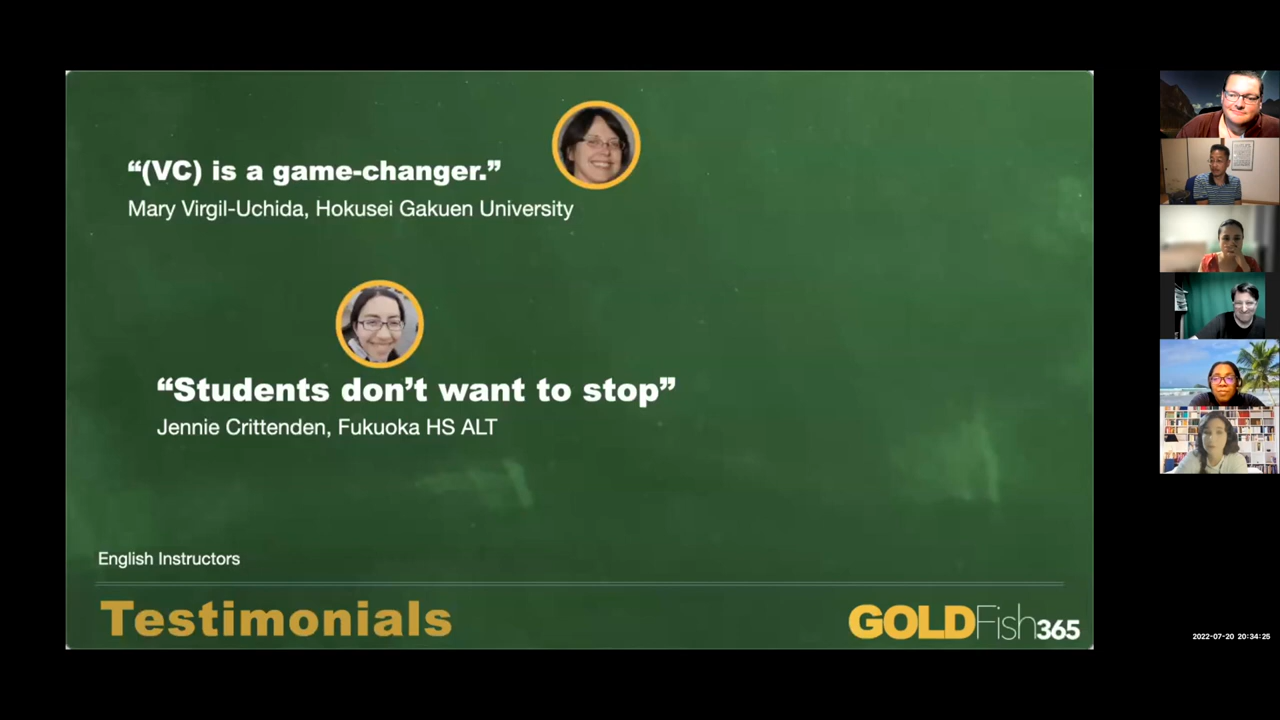 “(VC) is a game-changer.”
Mary Virgil-Uchida, Hokusei Gakuen University
“Students don’t want to stop”
Jennie Crittenden, Fukuoka HS ALT
English Instructors
Testimonials
GOLDFish365
2022-07-20 20:34:25